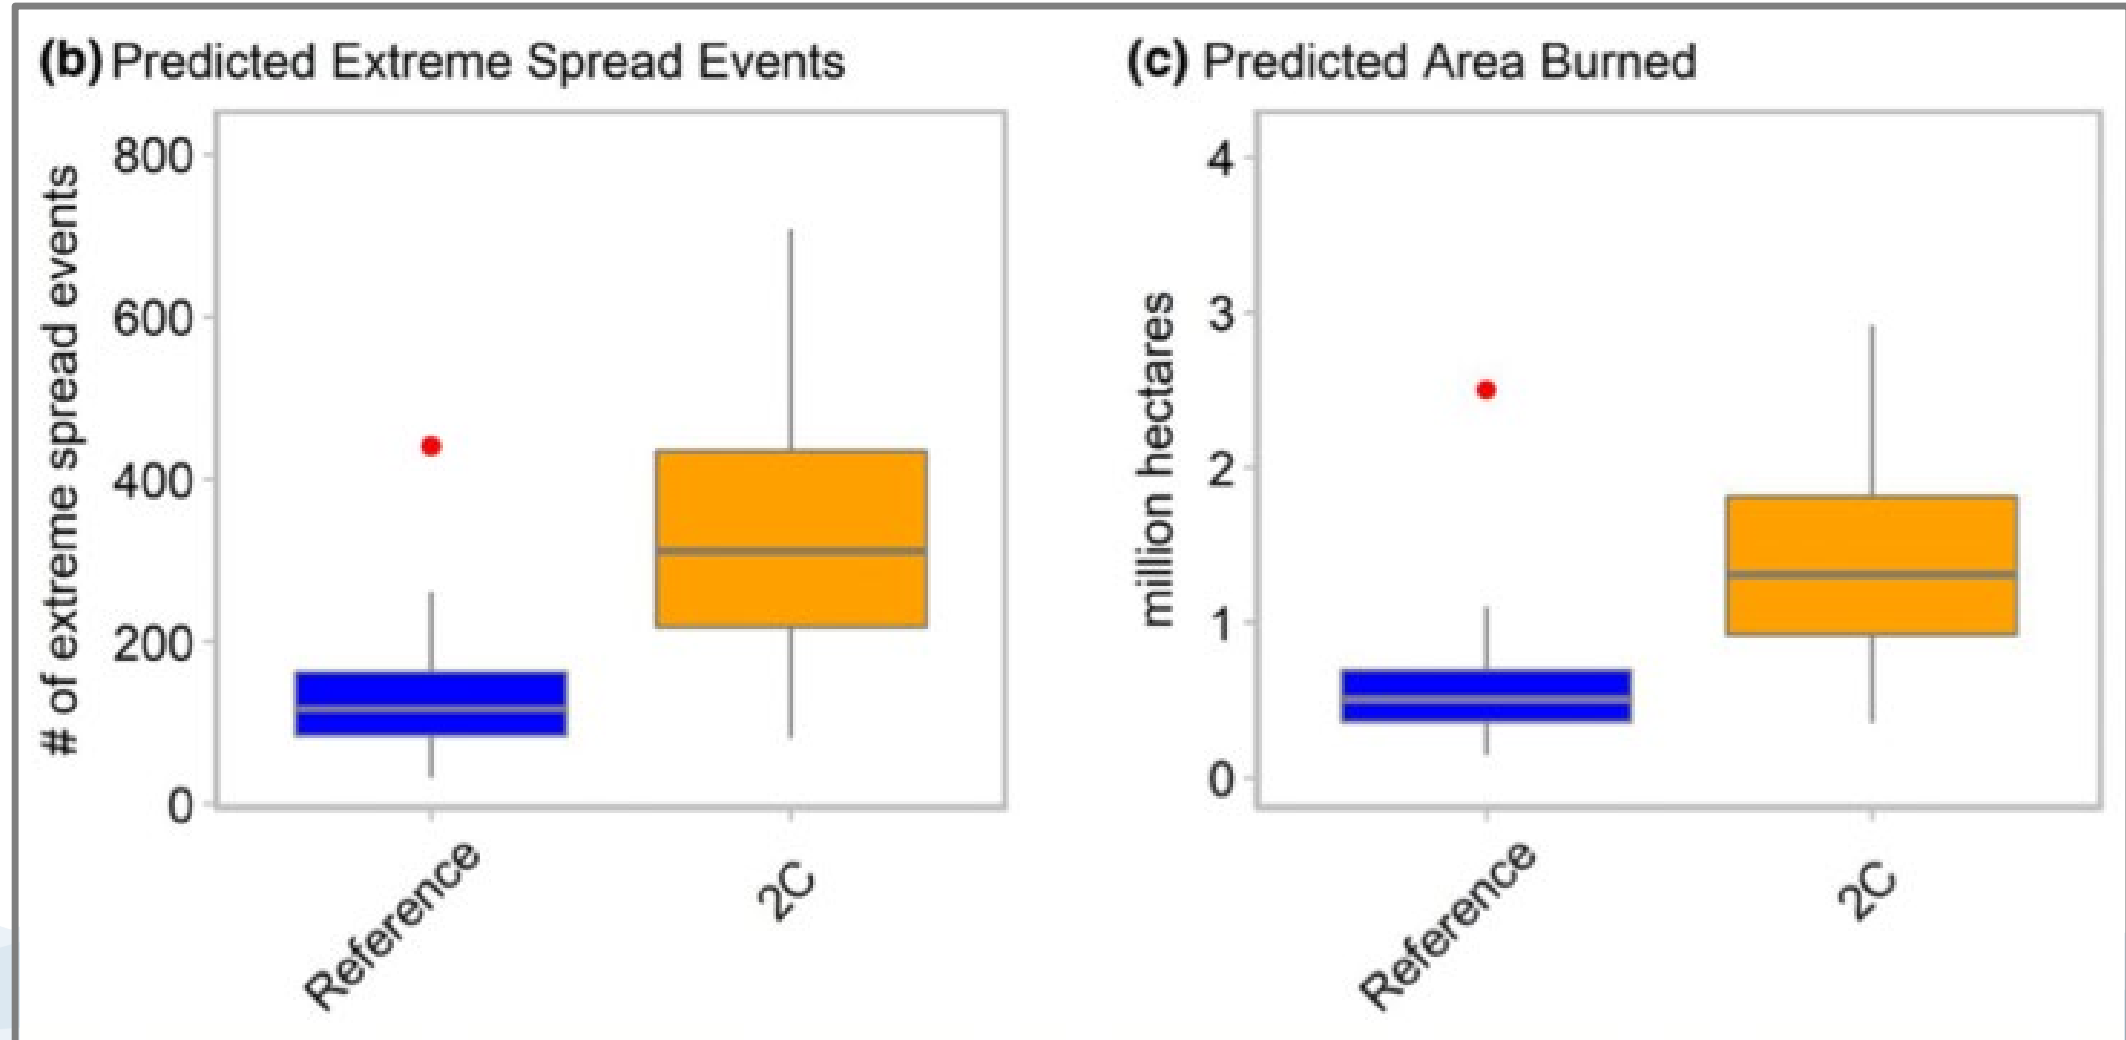 (b) Predicted Extreme Spread Events
# of extreme spread events
800
600
400
200
0
Reference
2C
(c) Predicted Area Burned
million hectares
4
3
2
1
0
Reference
2C